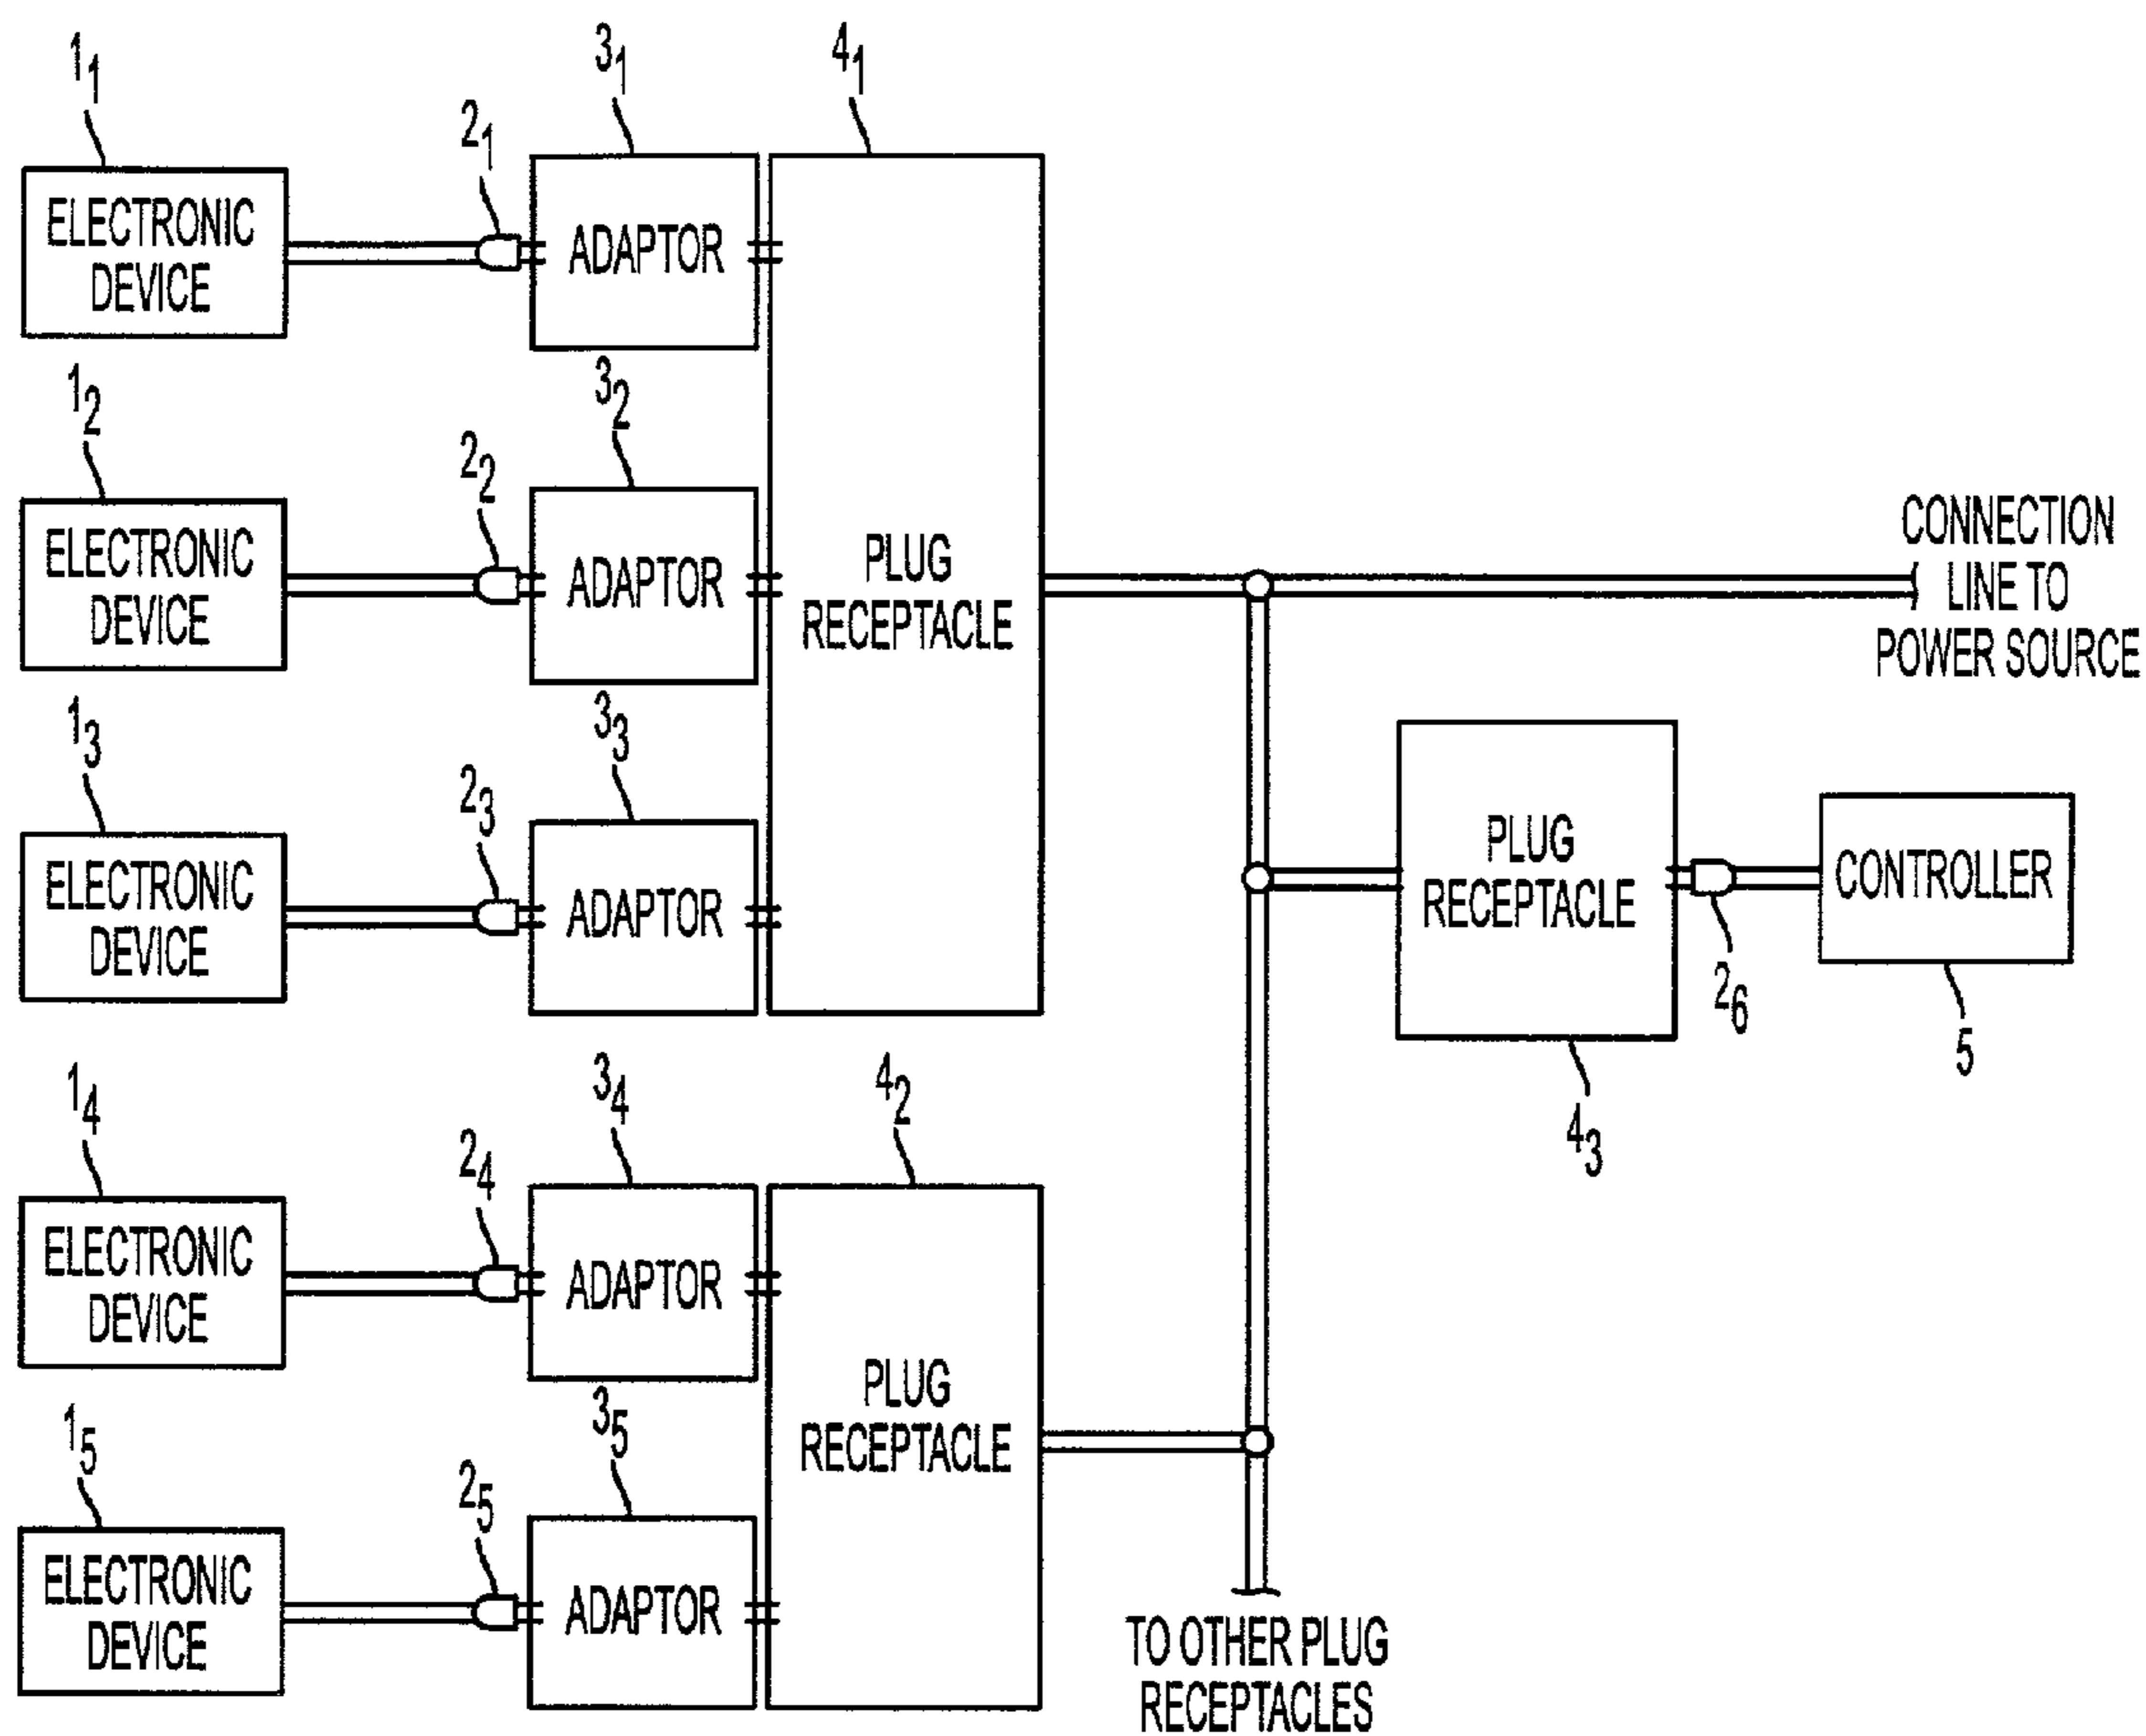 1₁
2₁
3₁
4₁
ELECTRONIC
DEVICE
ADAPTOR
1₂
2₂
3₂
ELECTRONIC
DEVICE
ADAPTOR
PLUG
RECEPTACLE
CONNECTION
LINE TO
POWER SOURCE
1₃
2₃
3₃
ELECTRONIC
DEVICE
ADAPTOR
PLUG
RECEPTACLE
CONTROLLER
2₆
5
4₃
1₄
2₄
3₄
4₂
ELECTRONIC
DEVICE
ADAPTOR
PLUG
RECEPTACLE
1₅
2₅
3₅
ELECTRONIC
DEVICE
ADAPTOR
TO OTHER PLUG
RECEPTACLES